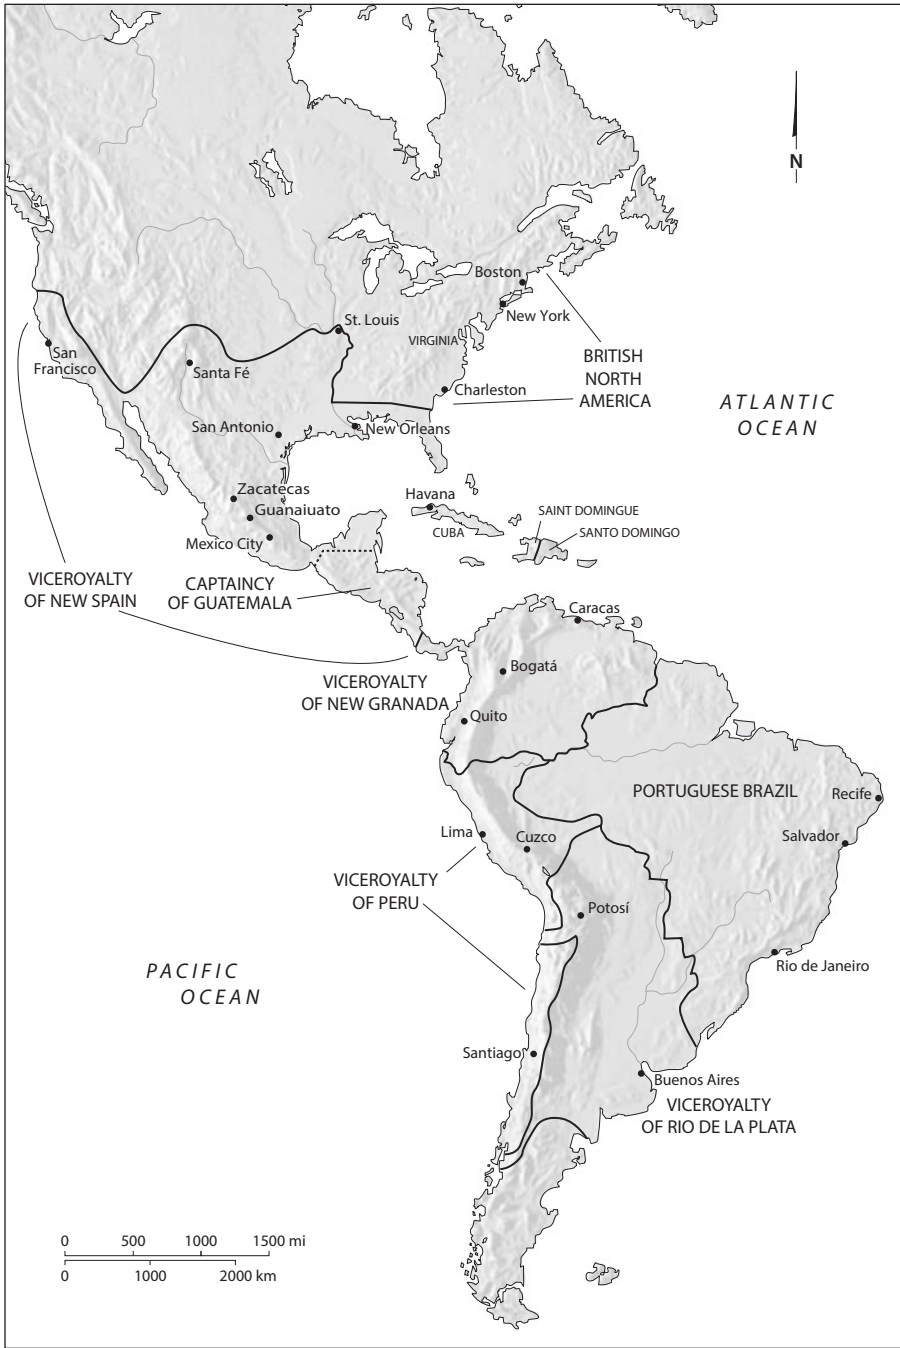 N
Boston
New York
St. Louis
VIRGINIA
BRITISH
NORTH
AMERICA
San
Francisco
Santa Fé
Charleston
ATLANTIC
OCEAN
San Antonio
New Orleans
Zacatecas
Guanaiuato
Mexico City
Havana
CUBA
SAINT DOMINGUE
SANTO DOMINGO
VICEROYALTY
OF NEW SPAIN
CAPTAINCY
OF GUATEMALA
Caracas
Bogatá
VICEROYALTY
OF NEW GRANADA
Quito
PORTUGUESE BRAZIL
Recife
Lima
Cuzco
Salvador
VICEROYALTY
OF PERU
Potosí
PACIFIC
OCEAN
Rio de Janeiro
Santiago
Buenos Aires
VICEROYALTY
OF RIO DE LA PLATA
0 500 1000 1500 mi
0 1000 2000 km